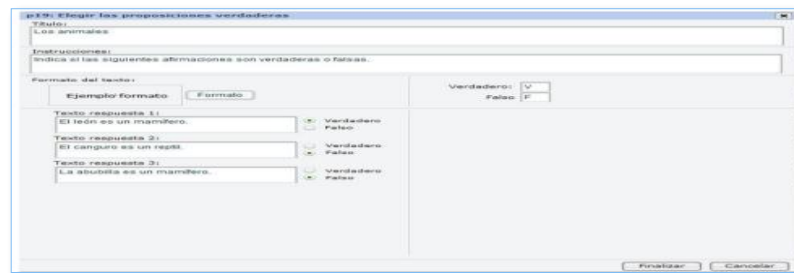 p19: Elegir las proposiciones verdaderas
Título:
Los animales
Instrucciones:
Indica si las siguientes afirmaciones son verdaderas o falsas.
Formato del texto:
Ejemplo formato Formato
Verdadero: V
Falso F
Texto respuesta 1:
El león es un mamífero.
Verdadero
Falso
Texto respuesta 2:
El canguro es un reptil.
Verdadero
Falso
Texto respuesta 3:
La abubilla es un mamífero.
Verdadero
Falso
Finalizar Cancelar